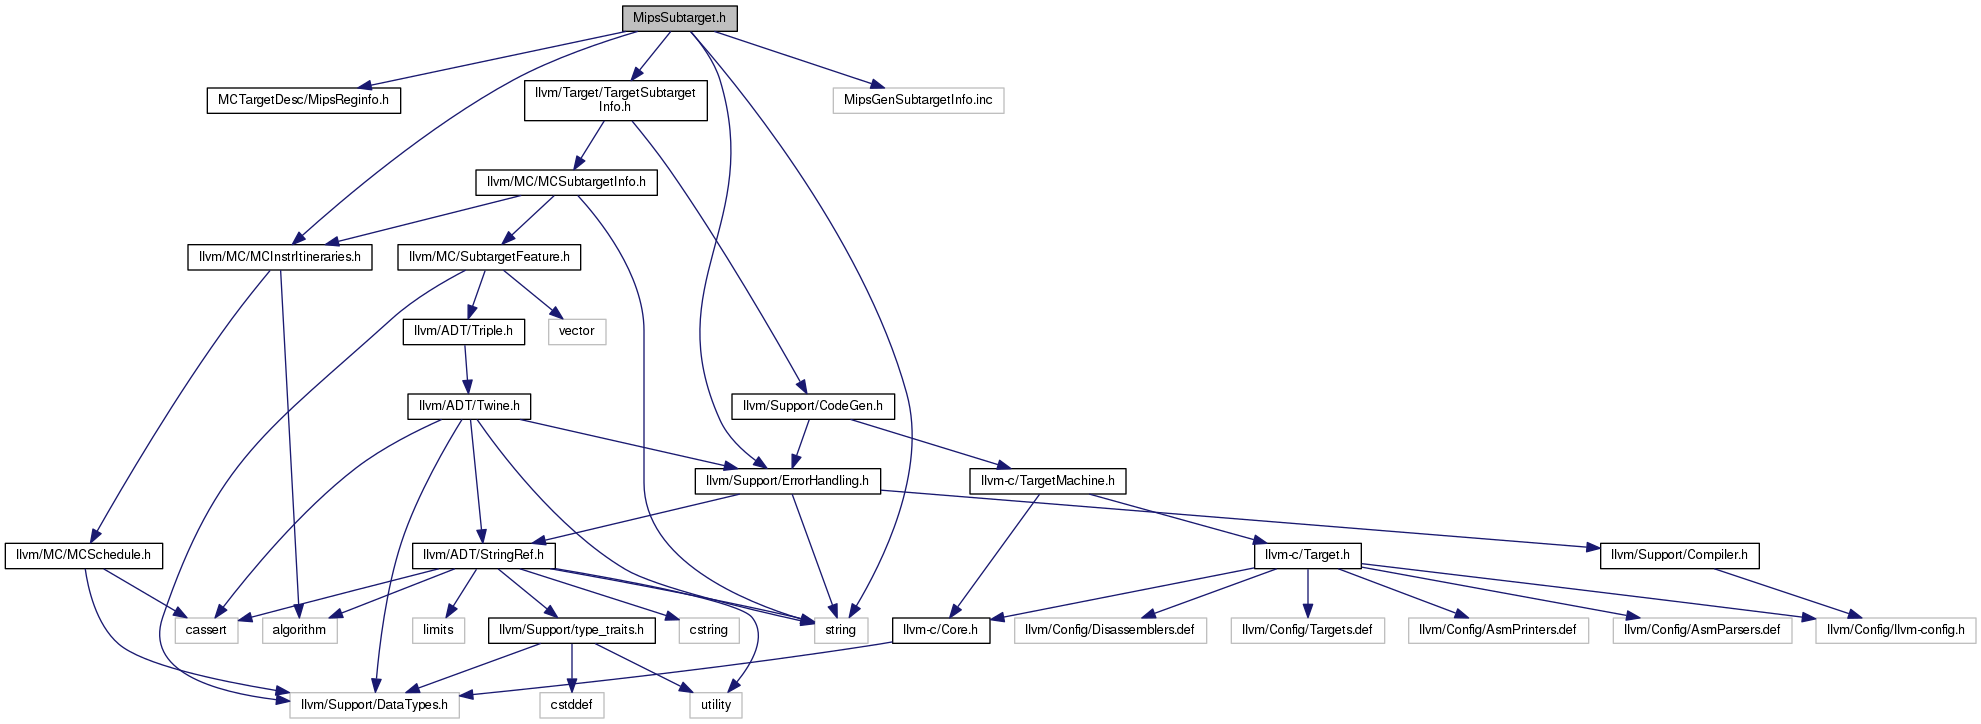 MipsSubtarget.h
MCTargetDesc/MipsReginfo.h
llvm/Target/TargetSubtarget
Info.h
MipsGenSubtargetInfo.inc
llvm/MC/MCSubtargetInfo.h
llvm/MC/MCInstrItineraries.h
llvm/MC/SubtargetFeature.h
llvm/ADT/Triple.h
vector
llvm/ADT/Twine.h
llvm/Support/CodeGen.h
llvm/Support/ErrorHandling.h
llvm-c/TargetMachine.h
llvm/MC/MCSchedule.h
llvm/ADT/StringRef.h
llvm-c/Target.h
llvm/Support/Compiler.h
cassert
algorithm
limits
llvm/Support/type_traits.h
cstring
string
llvm-c/Core.h
llvm/Config/Disassemblers.def
llvm/Config/Targets.def
llvm/Config/AsmPrinters.def
llvm/Config/AsmParsers.def
llvm/Config/llvm-config.h
llvm/Support/DataTypes.h
cstddef
utility